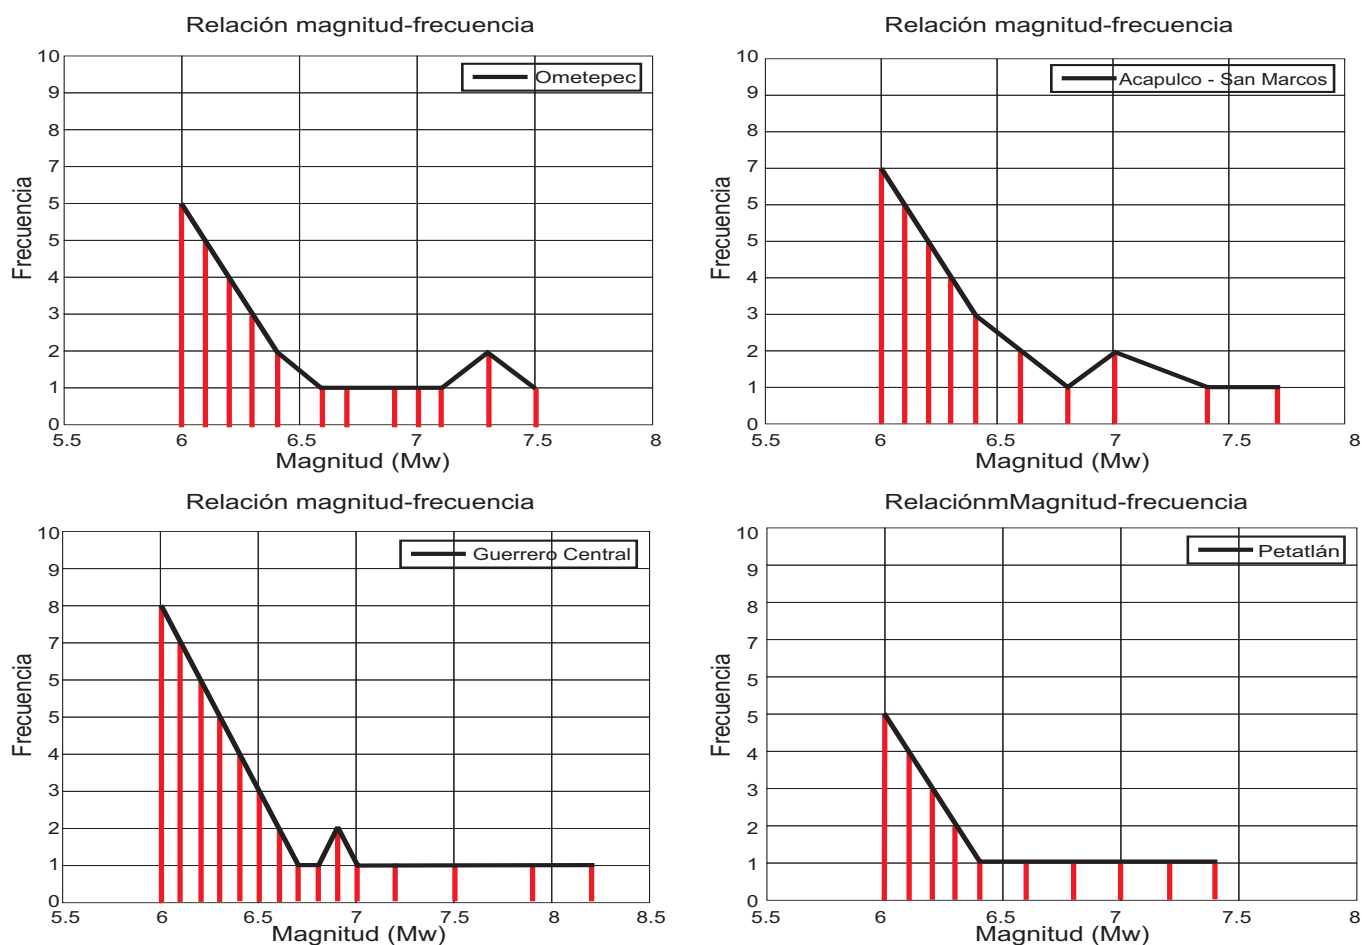 Relación magnitud-frecuencia
10
9
8
7
5
5
4
3
2
1
0
Frecuencia
Ometepec
5.5 6 6.5 7 7.5 8
Magnitud (Mw)
Relación magnitud-frecuencia
10
9
8
7
5
5
4
3
2
1
0
Frecuencia
Acapulco - San Marcos
5.5 6 6.5 7 7.5 8
Magnitud (Mw)
Relación magnitud-frecuencia
10
9
8
7
5
5
4
3
2
1
0
Frecuencia
Guerrero Central
5.5 6 6.5 7 7.5 8 8.5
Magnitud (Mw)
RelaciónmMagnitud-frecuencia
10
9
8
7
5
5
4
3
2
1
0
Frecuencia
Petatlán
5.5 6 6.5 7 7.5 8
Magnitud (Mw)